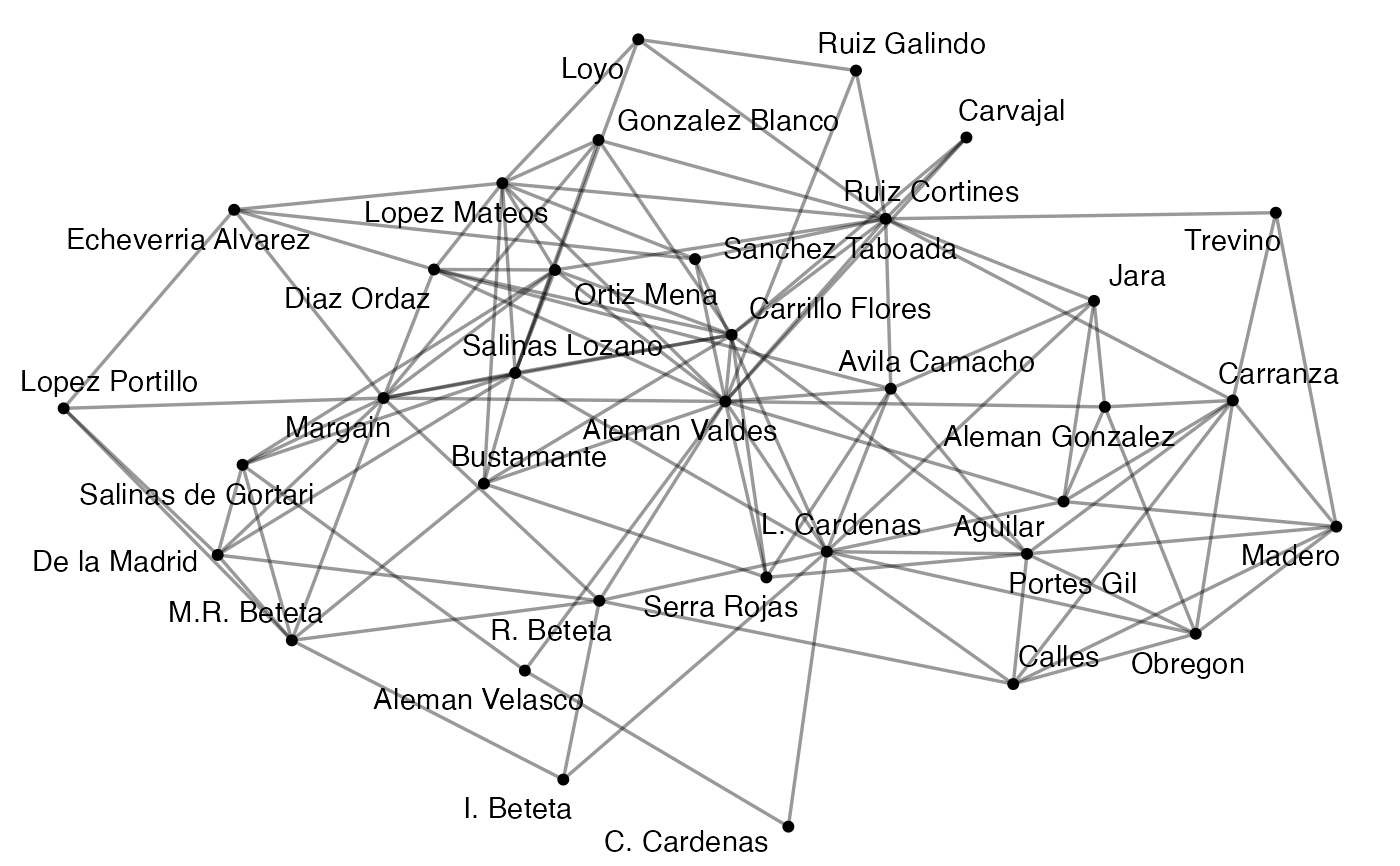 Ruiz Galindo
Loyo
Carvajal
Gonzalez Blanco
Ruiz Cortines
Lopez Mateos
Echeverria Alvarez
Trevino
Sanchez Taboada
Jara
Diaz Ordaz
Ortiz Mena
Carrillo Flores
Salinas Lozano
Avila Camacho
Carranza
Lopez Portillo
Margain
Aleman Valdes
Aleman Gonzalez
Bustamante
Salinas de Gortari
L. Cardenas
Aguilar
Madero
De la Madrid
Portes Gil
M.R. Beteta
Serra Rojas
R. Beteta
Calles
Obregon
Aleman Velasco
I. Beteta
C. Cardenas